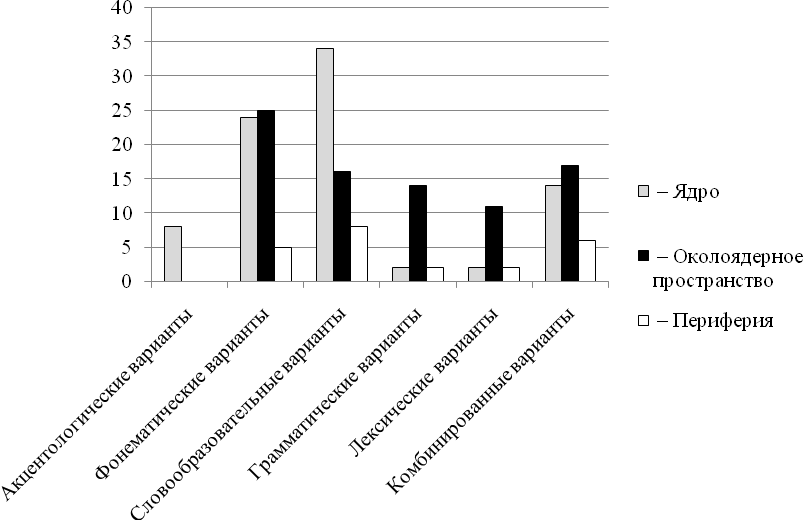 40
35
30
25
20
15
10
5
0
Акцентологические варианты
Фонематические варианты
Словообразовательные варианты
Грамматические варианты
Лексические варианты
Комбинированные варианты
– Ядро
– Околоядерное
пространство
– Периферия